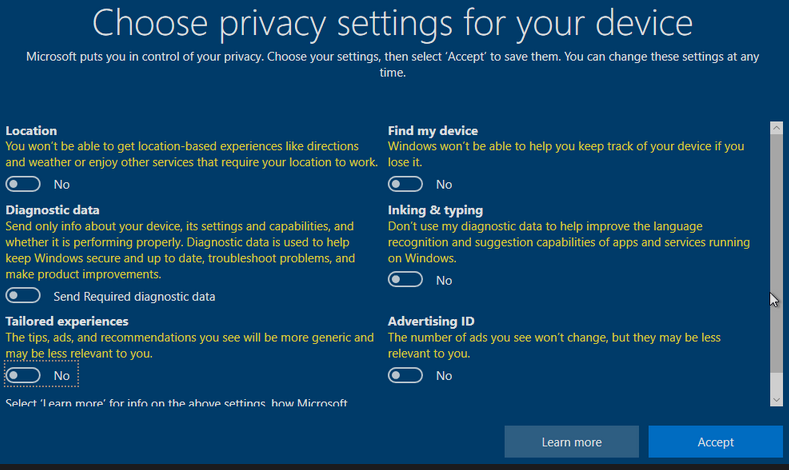 Choose privacy settings for your device
Microsoft puts you in control of your privacy. Choose your settings, then select 'Accept' to save them. You can change these settings at any
time.
Location
You won't be able to get location-based experiences like directions
and weather or enjoy other services that require your location to work.
No
Find my device
Windows won't be able to help you keep track of your device if you
lose it.
No
Diagnostic data
Send only info about your device, its settings and capabilities, and
whether it is performing properly. Diagnostic data is used to help
keep Windows secure and up to date, troubleshoot problems, and
make product improvements.
Send Required diagnostic data
Inking & typing
Don't use my diagnostic data to help improve the language
recognition and suggestion capabilities of apps and services running
on Windows.
No
Tailored experiences
The tips, ads, and recommendations you see will be more generic and
may be less relevant to you.
No
Advertising ID
The number of ads you see won't change, but they may be less
relevant to you.
No
Select 'Learn more' for info on the above settings, how Microsoft
Learn more
Accept